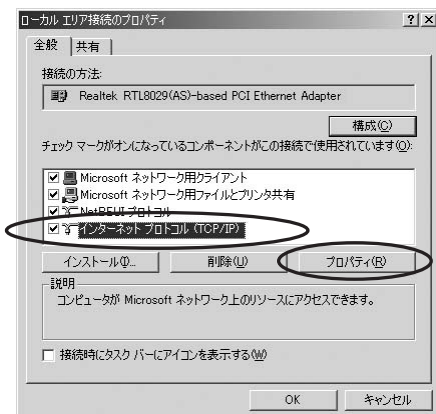 ローカル エリア接続のプロパティ
全般
共有
接続の方法:
Realtek RTL8029(AS)-based PCI Ethernet Adapter
構成(C)
チェック マークがオンになっているコンポーネントがこの接続で使用されています(O):
Microsoft ネットワーク用クライアント
Microsoft ネットワーク用ファイルとプリンタ共有
NetBEUI プロトコル
インターネット プロトコル (TCP/IP)
インストール(I)...
削除(U)
プロパティ(R)
説明
コンピュータが Microsoft ネットワーク上のリソースにアクセスできます。
接続時にタスク バーにアイコンを表示する(W)
OK
キャンセル